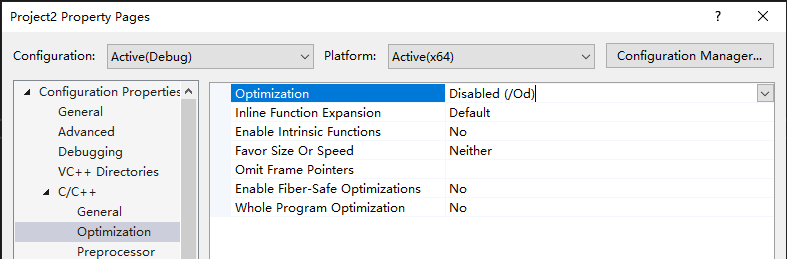 Project2 Property Pages
Configuration: Active(Debug) Platform: Active(x64) Configuration Manager...
Configuration Properties
General
Advanced
Debugging
VC++ Directories
C/C++
General
Optimization
Preprocessor
Optimization Disabled (/Od)
Inline Function Expansion Default
Enable Intrinsic Functions No
Favor Size Or Speed Neither
Omit Frame Pointers
Enable Fiber-Safe Optimizations No
Whole Program Optimization No